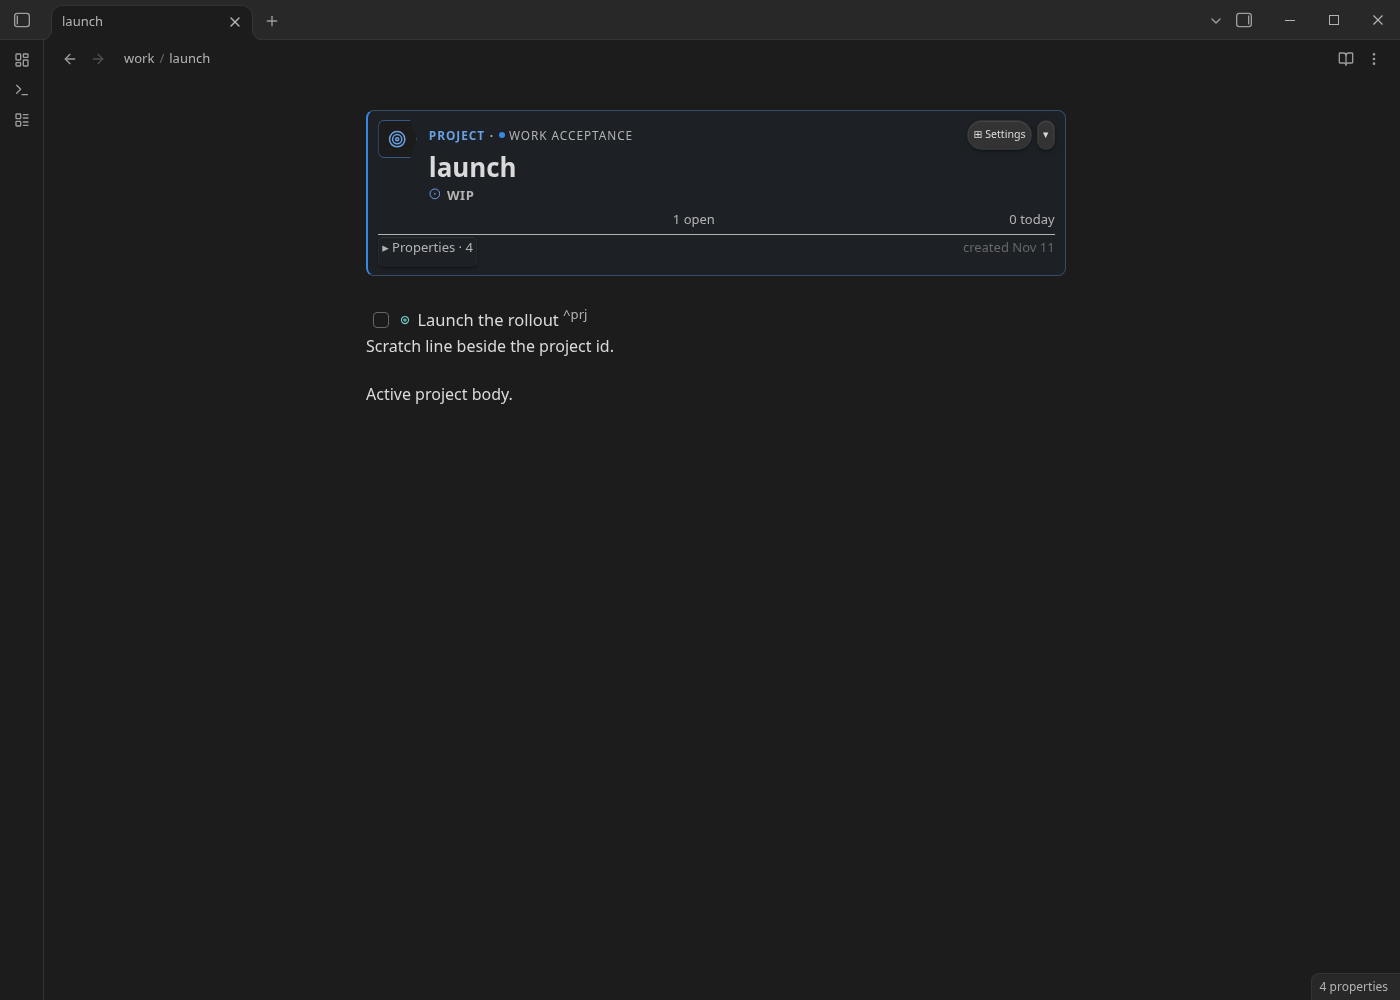 launch
work / launch
PROJECT · WORK ACCEPTANCE
Settings
launch
WIP
1 open
0 today
Properties · 4
created Nov 11
Launch the rollout ^prj
Scratch line beside the project id.
Active project body.
4 properties